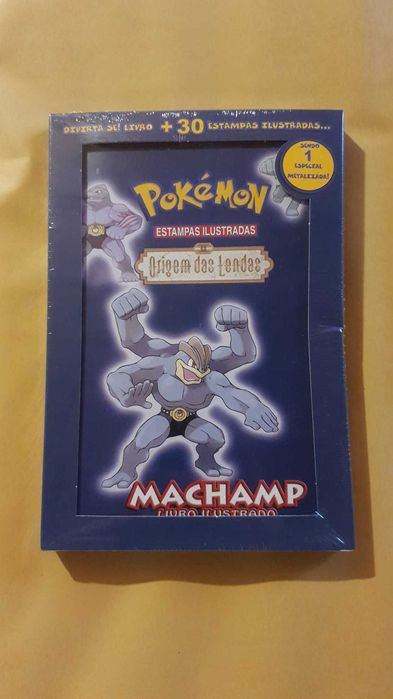 DIVIRTA SE! LIVRO + 30 ESTAMPAS ILUSTRADAS...
SENDO
1
ESPECIAL
METALIZADA!
POKéMON
ESTAMPAS ILUSTRADAS
Origem das Lendas
MACHAMP
LIVRO ILUSTRADO